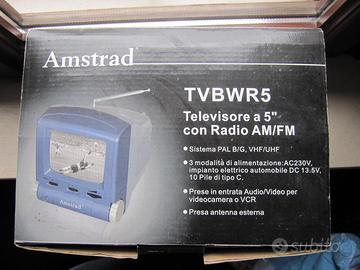 Amstrad
TVBWR5
Televisore a 5"
con Radio AM/FM
• Sistema PAL B/G, VHF/UHF
• 3 modalità di alimentazione:AC230V,
impianto elettrico automobile DC 13.5V,
10 Pile di tipo C.
• Prese in entrata Audio/Video per
videocamera o VCR
• Presa antenna esterna
Amstrad
subito